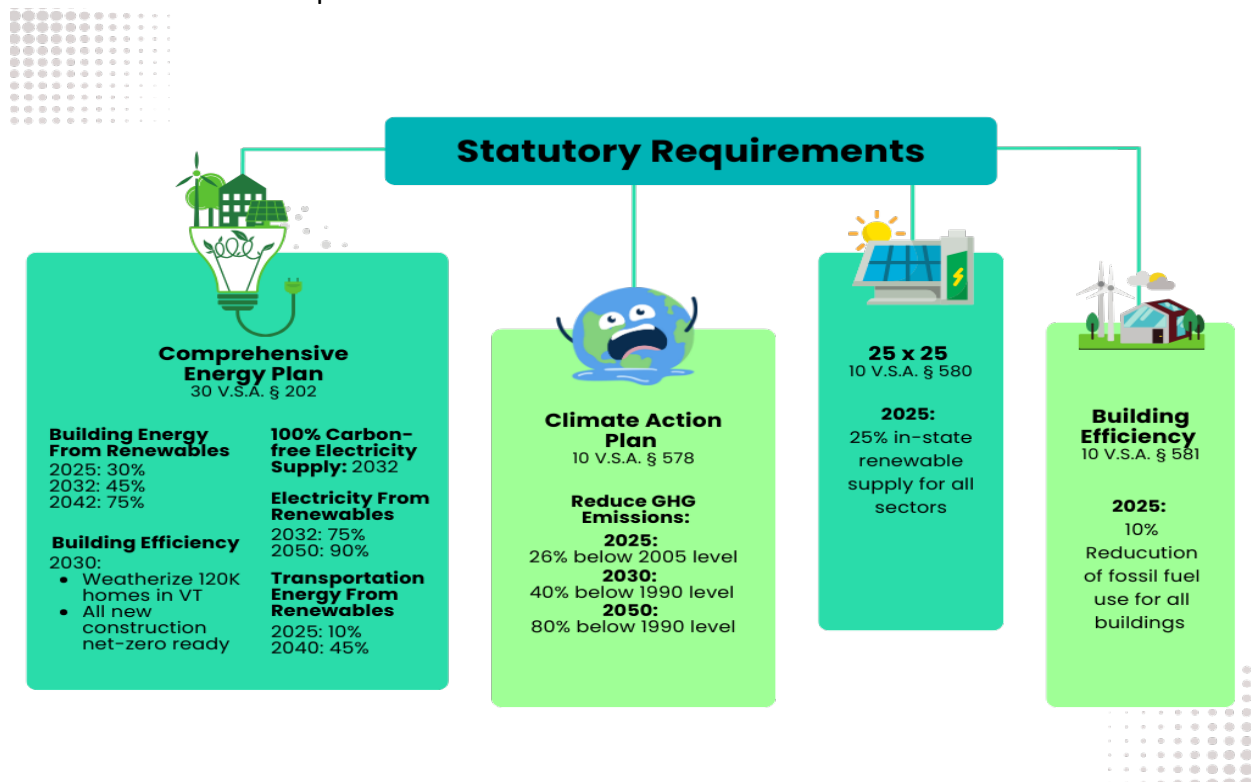 Statutory Requirements
Comprehensive
Energy Plan
30 V.S.A. § 202
Building Energy
From Renewables
2025: 30%
2032: 45%
2042: 75%
Building Efficiency
2030:
• Weatherize 120K
homes in VT
• All new
construction
net-zero ready
100% Carbon-
free Electricity
Supply: 2032
Electricity From
Renewables
2032: 75%
2050: 90%
Transportation
Energy From
Renewables
2025: 10%
2040: 45%
Climate Action
Plan
10 V.S.A. § 578
Reduce GHG
Emissions:
2025:
26% below 2005 level
2030:
40% below 1990 level
2050:
80% below 1990 level
25 x 25
10 V.S.A. § 580
2025:
25% in-state
renewable
supply for all
sectors
Building
Efficiency
10 V.S.A. § 581
2025:
10%
Reducution
of fossil fuel
use for all
buildings